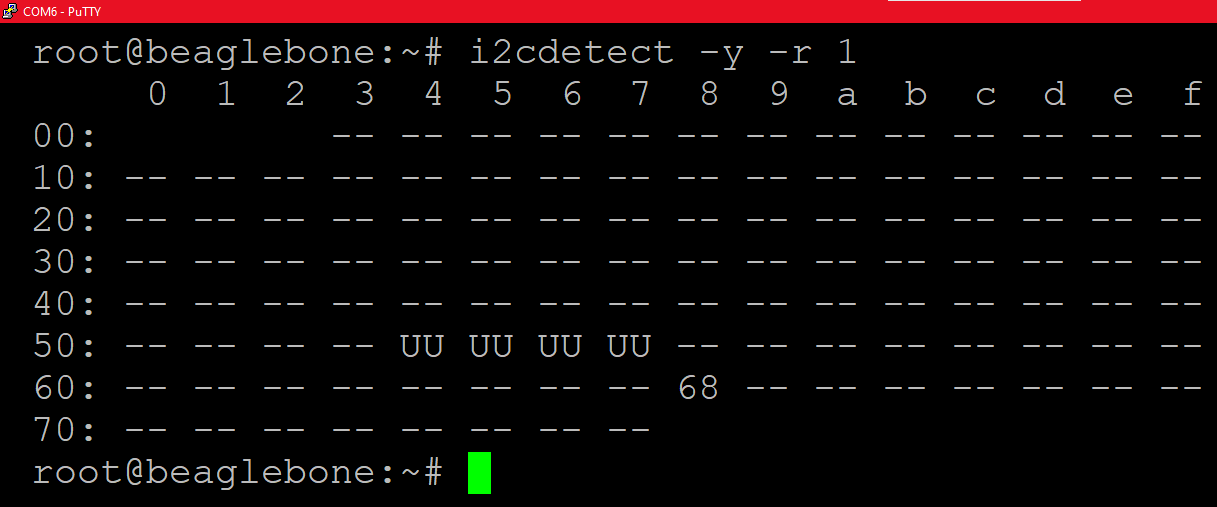 COM6 - PuTTY
root@beaglebone:~# i2cdetect -y -r 1
     0  1  2  3  4  5  6  7  8  9  a  b  c  d  e  f
00:          -- -- -- -- -- -- -- -- -- -- -- -- --
10: -- -- -- -- -- -- -- -- -- -- -- -- -- -- -- --
20: -- -- -- -- -- -- -- -- -- -- -- -- -- -- -- --
30: -- -- -- -- -- -- -- -- -- -- -- -- -- -- -- --
40: -- -- -- -- -- -- -- -- -- -- -- -- -- -- -- --
50: -- -- -- -- UU UU UU UU -- -- -- -- -- -- -- --
60: -- -- -- -- -- -- -- -- 68 -- -- -- -- -- -- --
70: -- -- -- -- -- -- -- --
root@beaglebone:~#